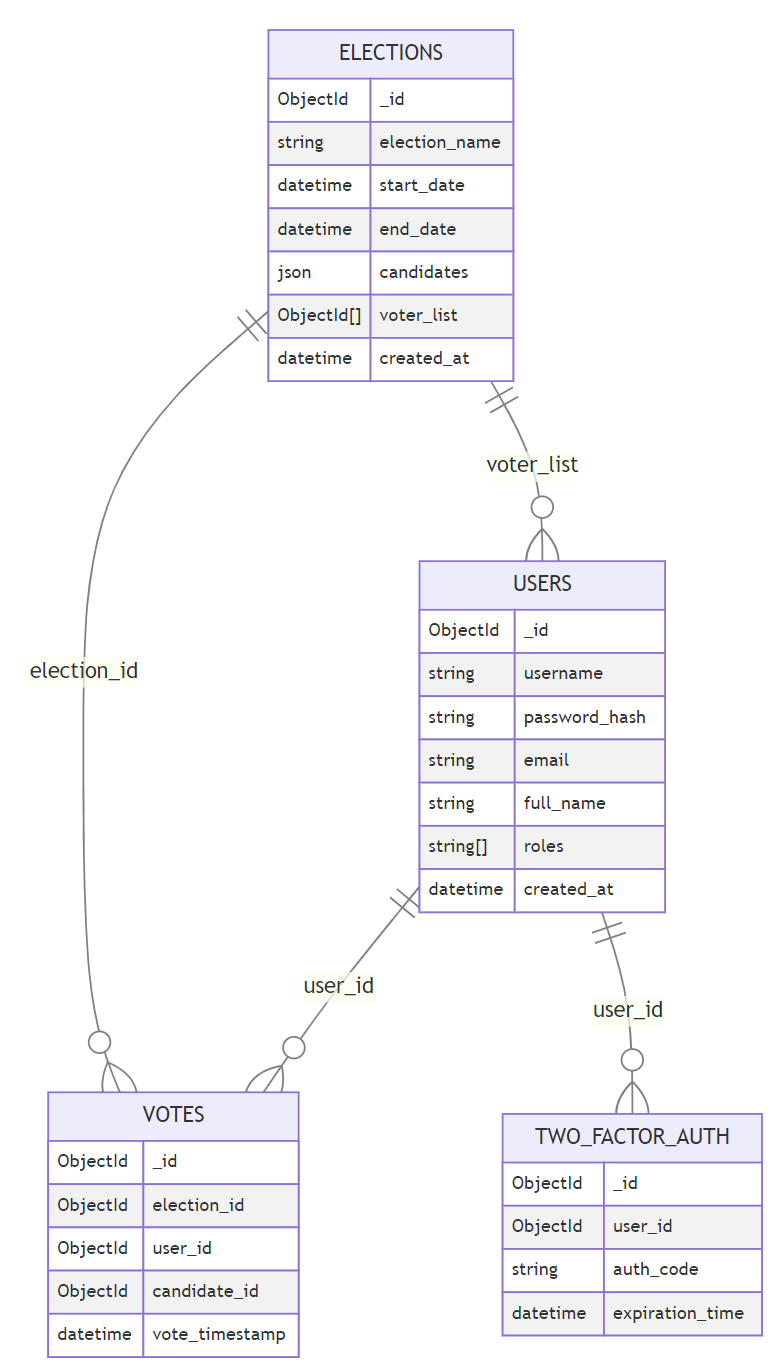 ELECTIONS
ObjectId _id
string election_name
datetime start_date
datetime end_date
json candidates
ObjectId[] voter_list
datetime created_at
voter_list
USERS
ObjectId _id
string username
string password_hash
string email
string full_name
string[] roles
datetime created_at
election_id
user_id
user_id
VOTES
ObjectId _id
ObjectId election_id
ObjectId user_id
ObjectId candidate_id
datetime vote_timestamp
TWO_FACTOR_AUTH
ObjectId _id
ObjectId user_id
string auth_code
datetime expiration_time